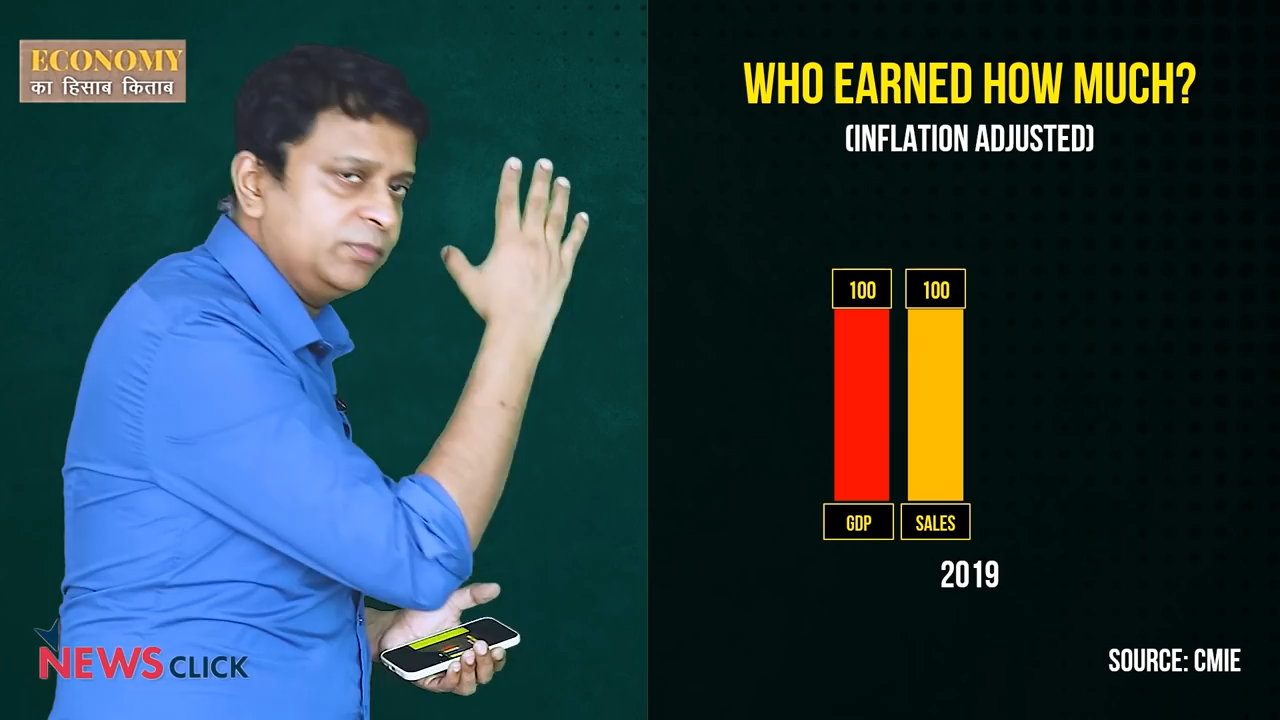 ECONOMY
का हिसाब किताब
WHO EARNED HOW MUCH?
(INFLATION ADJUSTED)
100 100
GDP SALES
2019
SOURCE: CMIE
NEWSCLICK